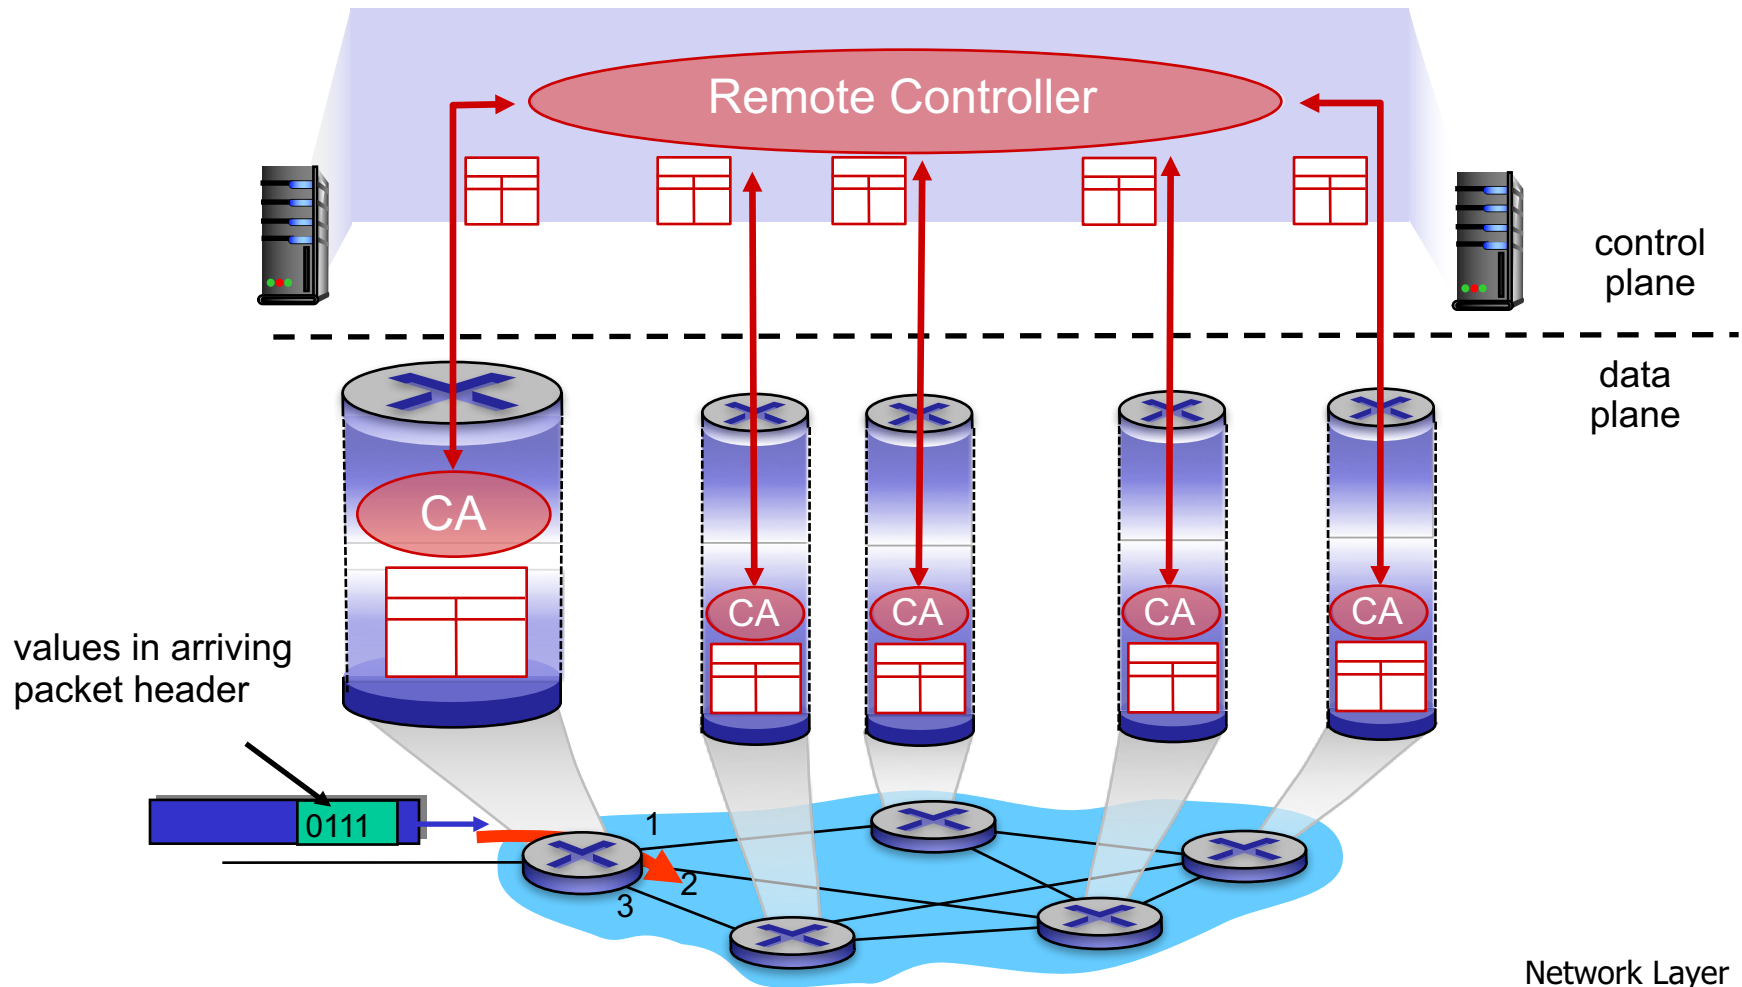 Remote Controller
control
plane
data
plane
CA
CA
CA
CA
CA
values in arriving
packet header
0111
1
2
3
Network Layer